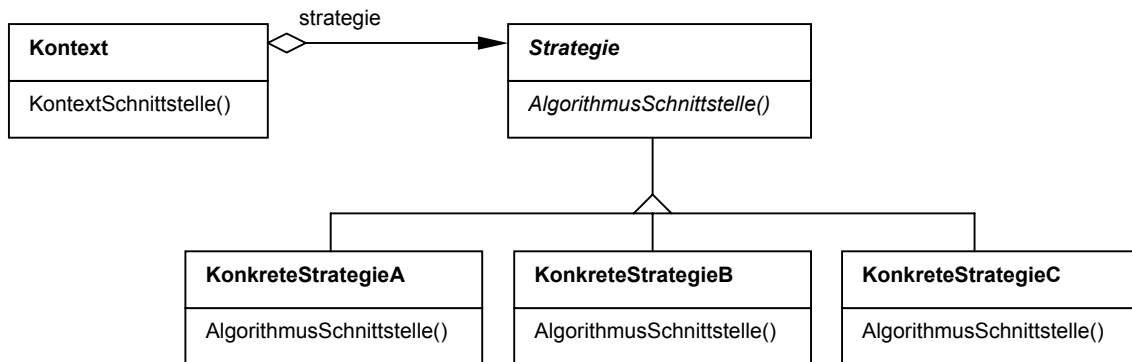 strategie
Kontext
Strategie
KontextSchnittstelle()
AlgorithmusSchnittstelle()
KonkreteStrategieA
KonkreteStrategieB
KonkreteStrategieC
AlgorithmusSchnittstelle()
AlgorithmusSchnittstelle()
AlgorithmusSchnittstelle()